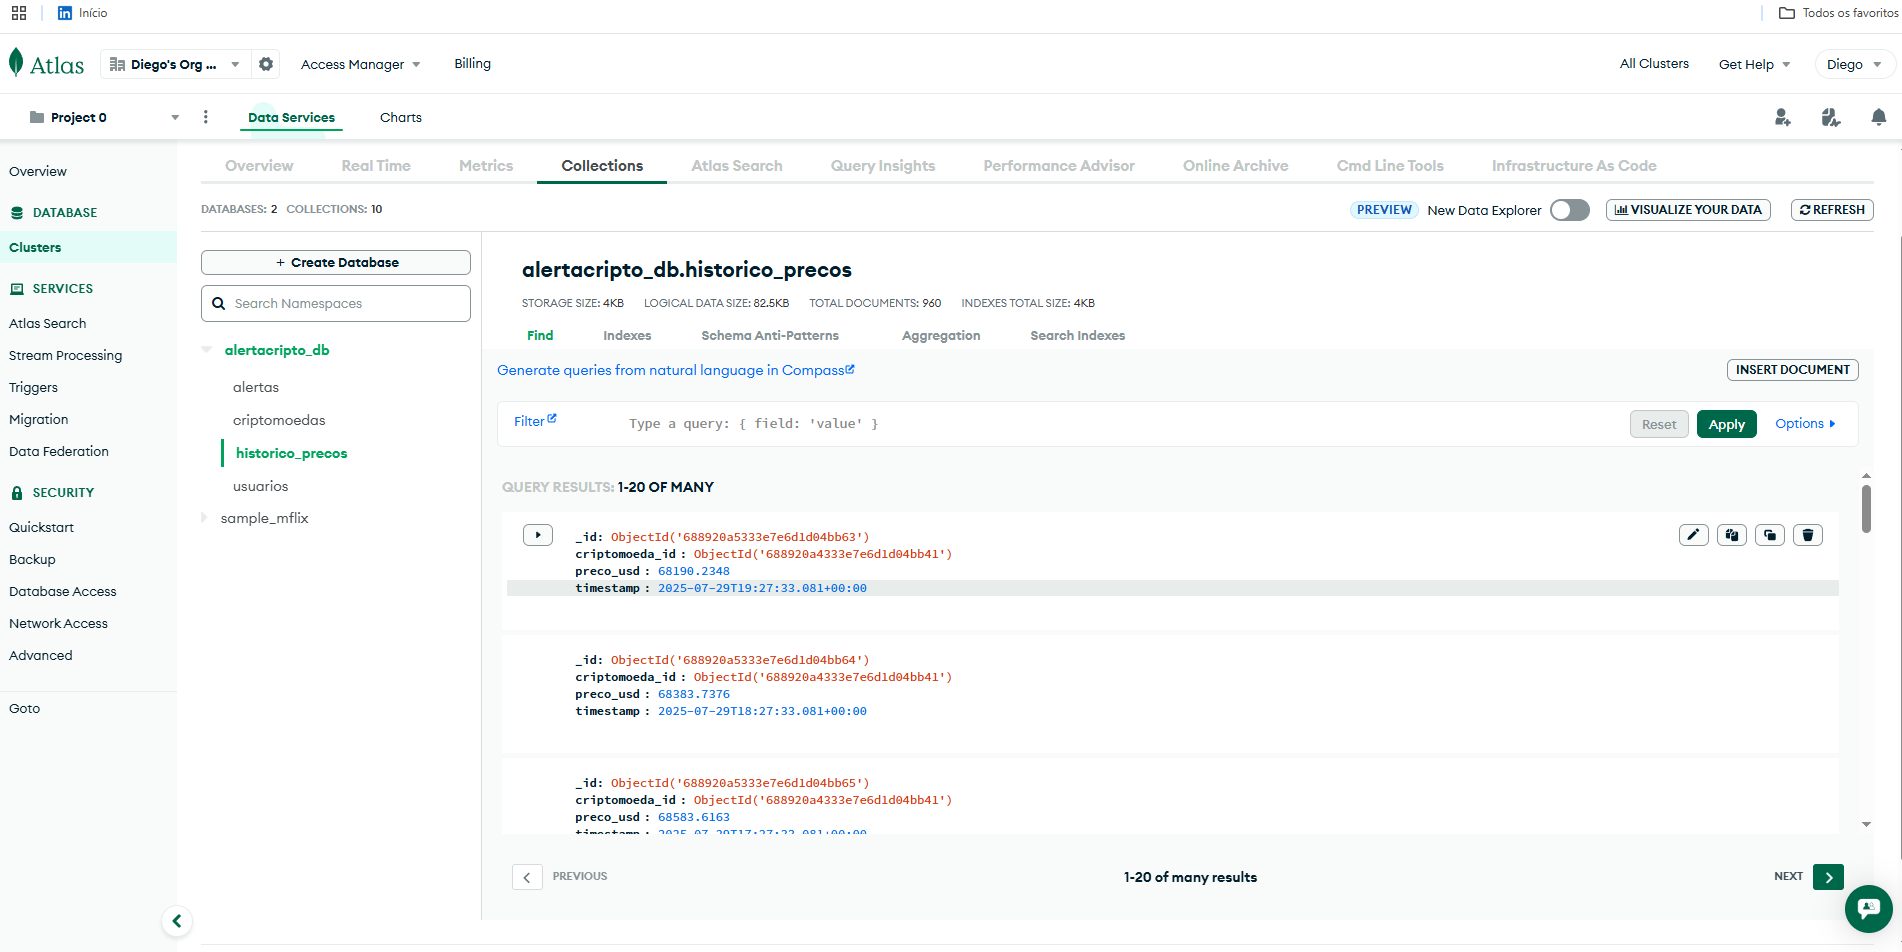 Início
Todos os favoritos
Atlas
Diego's Org ...
Access Manager
Billing
All Clusters
Get Help
Diego
Project 0
Data Services
Charts
Overview
Real Time
Metrics
Collections
Atlas Search
Query Insights
Performance Advisor
Online Archive
Cmd Line Tools
Infrastructure As Code
DATABASES: 2 COLLECTIONS: 10
PREVIEW
New Data Explorer
VISUALIZE YOUR DATA
REFRESH
Overview
DATABASE
Clusters
SERVICES
Atlas Search
Stream Processing
Triggers
Migration
Data Federation
SECURITY
Quickstart
Backup
Database Access
Network Access
Advanced
Goto
+ Create Database
Search Namespaces
alertacripto_db
alertas
criptomoedas
historico_precos
usuarios
sample_mflix
alertacripto_db.historico_precos
STORAGE SIZE: 4KB LOGICAL DATA SIZE: 82.5KB TOTAL DOCUMENTS: 960 INDEXES TOTAL SIZE: 4KB
Find
Indexes
Schema Anti-Patterns
Aggregation
Search Indexes
Generate queries from natural language in Compass
INSERT DOCUMENT
Filter
Type a query: { field: 'value' }
Reset
Apply
Options
QUERY RESULTS: 1-20 OF MANY
_id: ObjectId('688920a5333e7e6d1d04bb63')
criptomoeda_id : ObjectId('688920a4333e7e6d1d04bb41')
preco_usd : 68190.2348
timestamp : 2025-07-29T19:27:33.081+00:00
_id: ObjectId('688920a5333e7e6d1d04bb64')
criptomoeda_id : ObjectId('688920a4333e7e6d1d04bb41')
preco_usd : 68383.7376
timestamp : 2025-07-29T18:27:33.081+00:00
_id: ObjectId('688920a5333e7e6d1d04bb65')
criptomoeda_id : ObjectId('688920a4333e7e6d1d04bb41')
preco_usd : 68583.6163
timestamp : 2025-07-29T17:27:33.081+00:00
PREVIOUS
1-20 of many results
NEXT